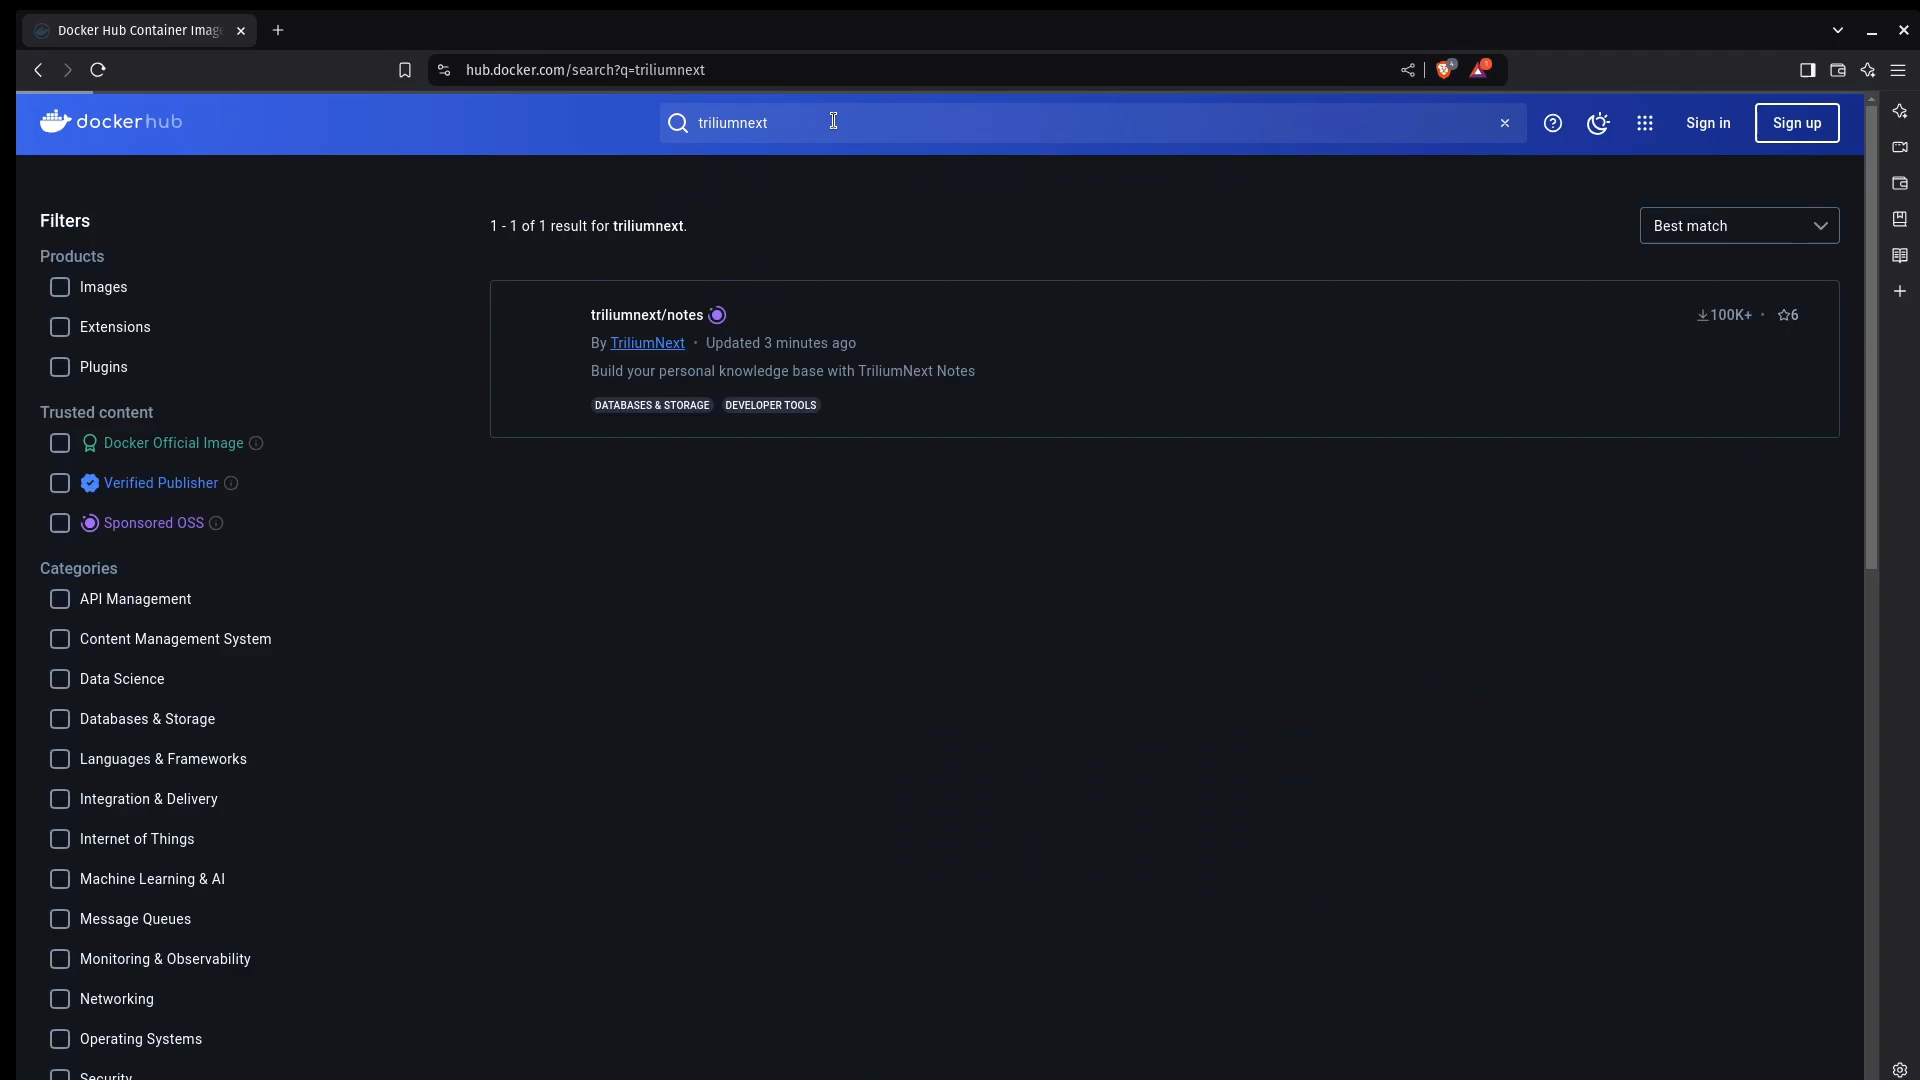 Docker Hub Container Imag
hub.docker.com/search?q=triliumnext
4
1
dockerhub
triliumnext
Sign in
Sign up
Filters
1 - 1 of 1 result for triliumnext.
Best match
Products
Images
Extensions
Plugins
triliumnext/notes
100K+ • 6
By TriliumNext • Updated 3 minutes ago
Build your personal knowledge base with TriliumNext Notes
DATABASES & STORAGE DEVELOPER TOOLS
Trusted content
Docker Official Image
Verified Publisher
Sponsored OSS
Categories
API Management
Content Management System
Data Science
Databases & Storage
Languages & Frameworks
Integration & Delivery
Internet of Things
Machine Learning & AI
Message Queues
Monitoring & Observability
Networking
Operating Systems
Security